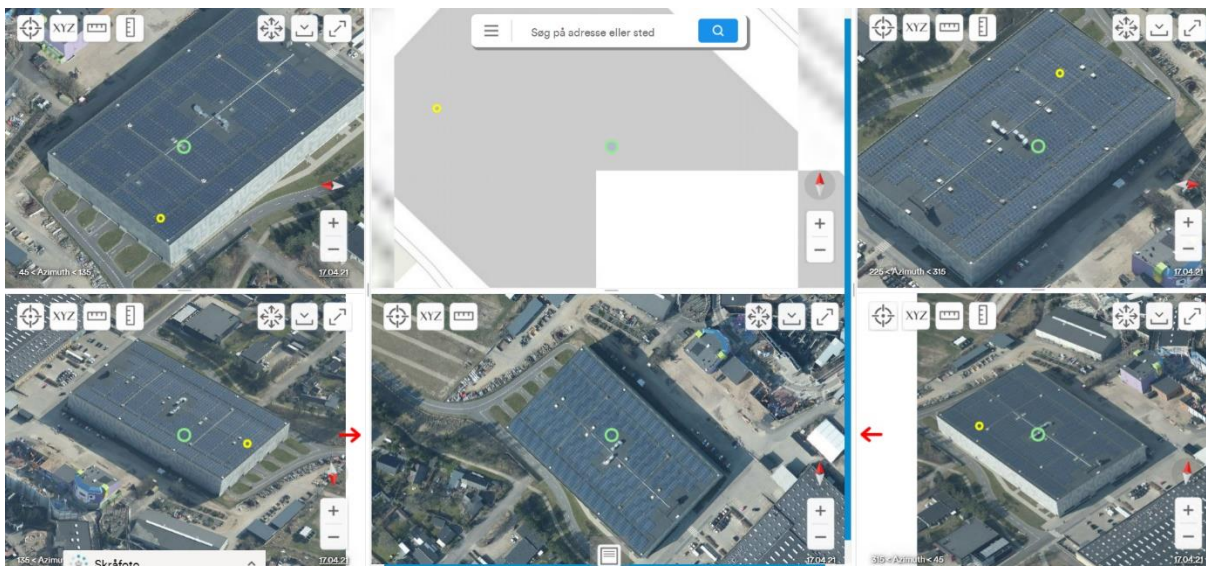 XYZ
Søg på adresse eller sted
XYZ
45 < Azimuth < 135
17.04.21
+
−
225 < Azimuth < 315
17.04.21
XYZ
XYZ
XYZ
135 < Azimu
Skråfoto
17.04.21
17.04.21
315 < Azimuth < 45
17.04.21